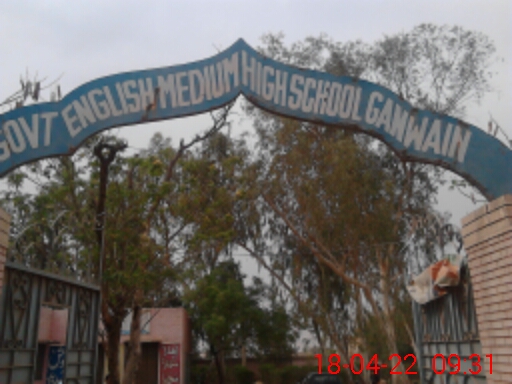 GOVT ENGLISH MEDIUM HIGH SCHOOL GANWAIN
18-04-22 09:31